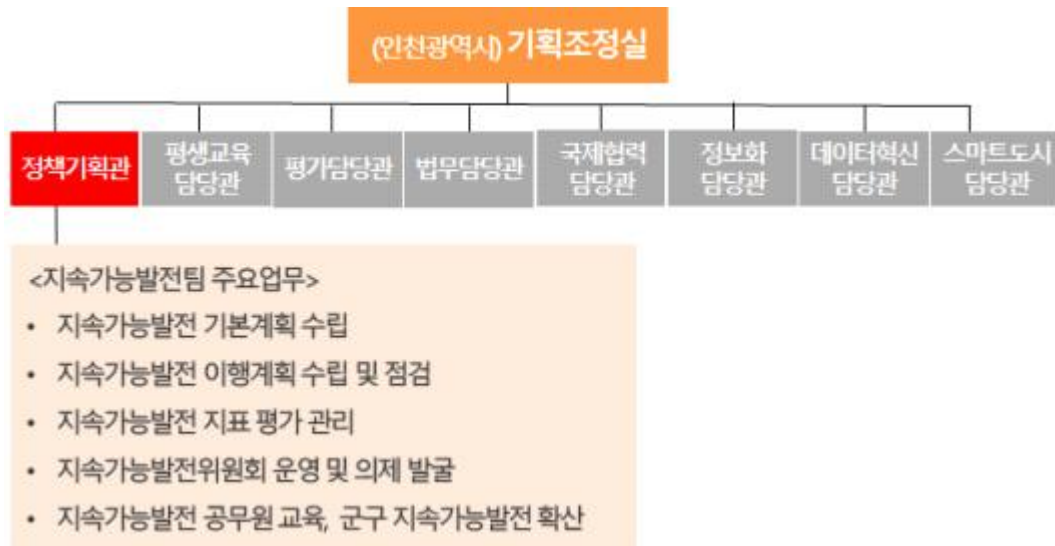 (인천광역시) 기획조정실
정책기획관
평생교육
담당관
평가담당관
법무담당관
국제협력
담당관
정보화
담당관
데이터혁신
담당관
스마트도시
담당관
<지속가능발전팀 주요업무>
• 지속가능발전 기본계획 수립
• 지속가능발전 이행계획 수립 및 점검
• 지속가능발전 지표 평가 관리
• 지속가능발전위원회 운영 및 의제 발굴
• 지속가능발전 공무원 교육, 군구 지속가능발전 확산